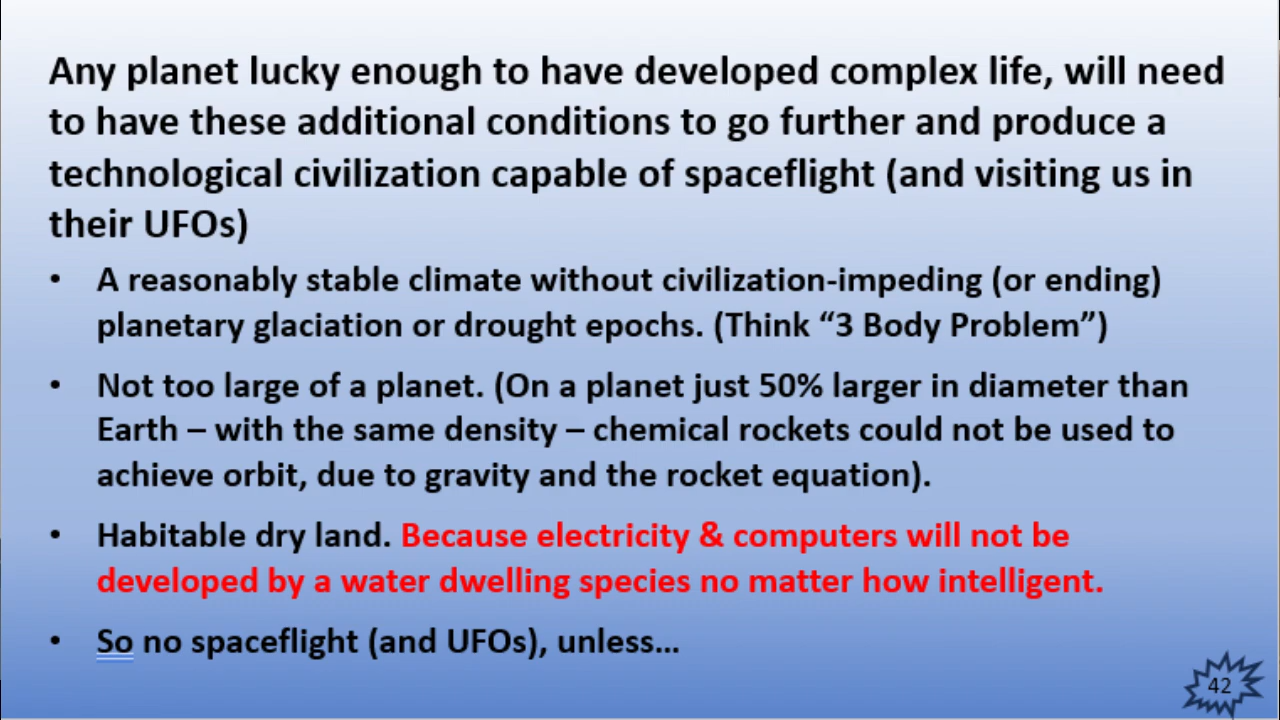 Any planet lucky enough to have developed complex life, will need
to have these additional conditions to go further and produce a
technological civilization capable of spaceflight (and visiting us in
their UFOs)
• A reasonably stable climate without civilization-impeding (or ending)
planetary glaciation or drought epochs. (Think “3 Body Problem”)
• Not too large of a planet. (On a planet just 50% larger in diameter than
Earth – with the same density – chemical rockets could not be used to
achieve orbit, due to gravity and the rocket equation).
• Habitable dry land. Because electricity & computers will not be
developed by a water dwelling species no matter how intelligent.
• So no spaceflight (and UFOs), unless…
42